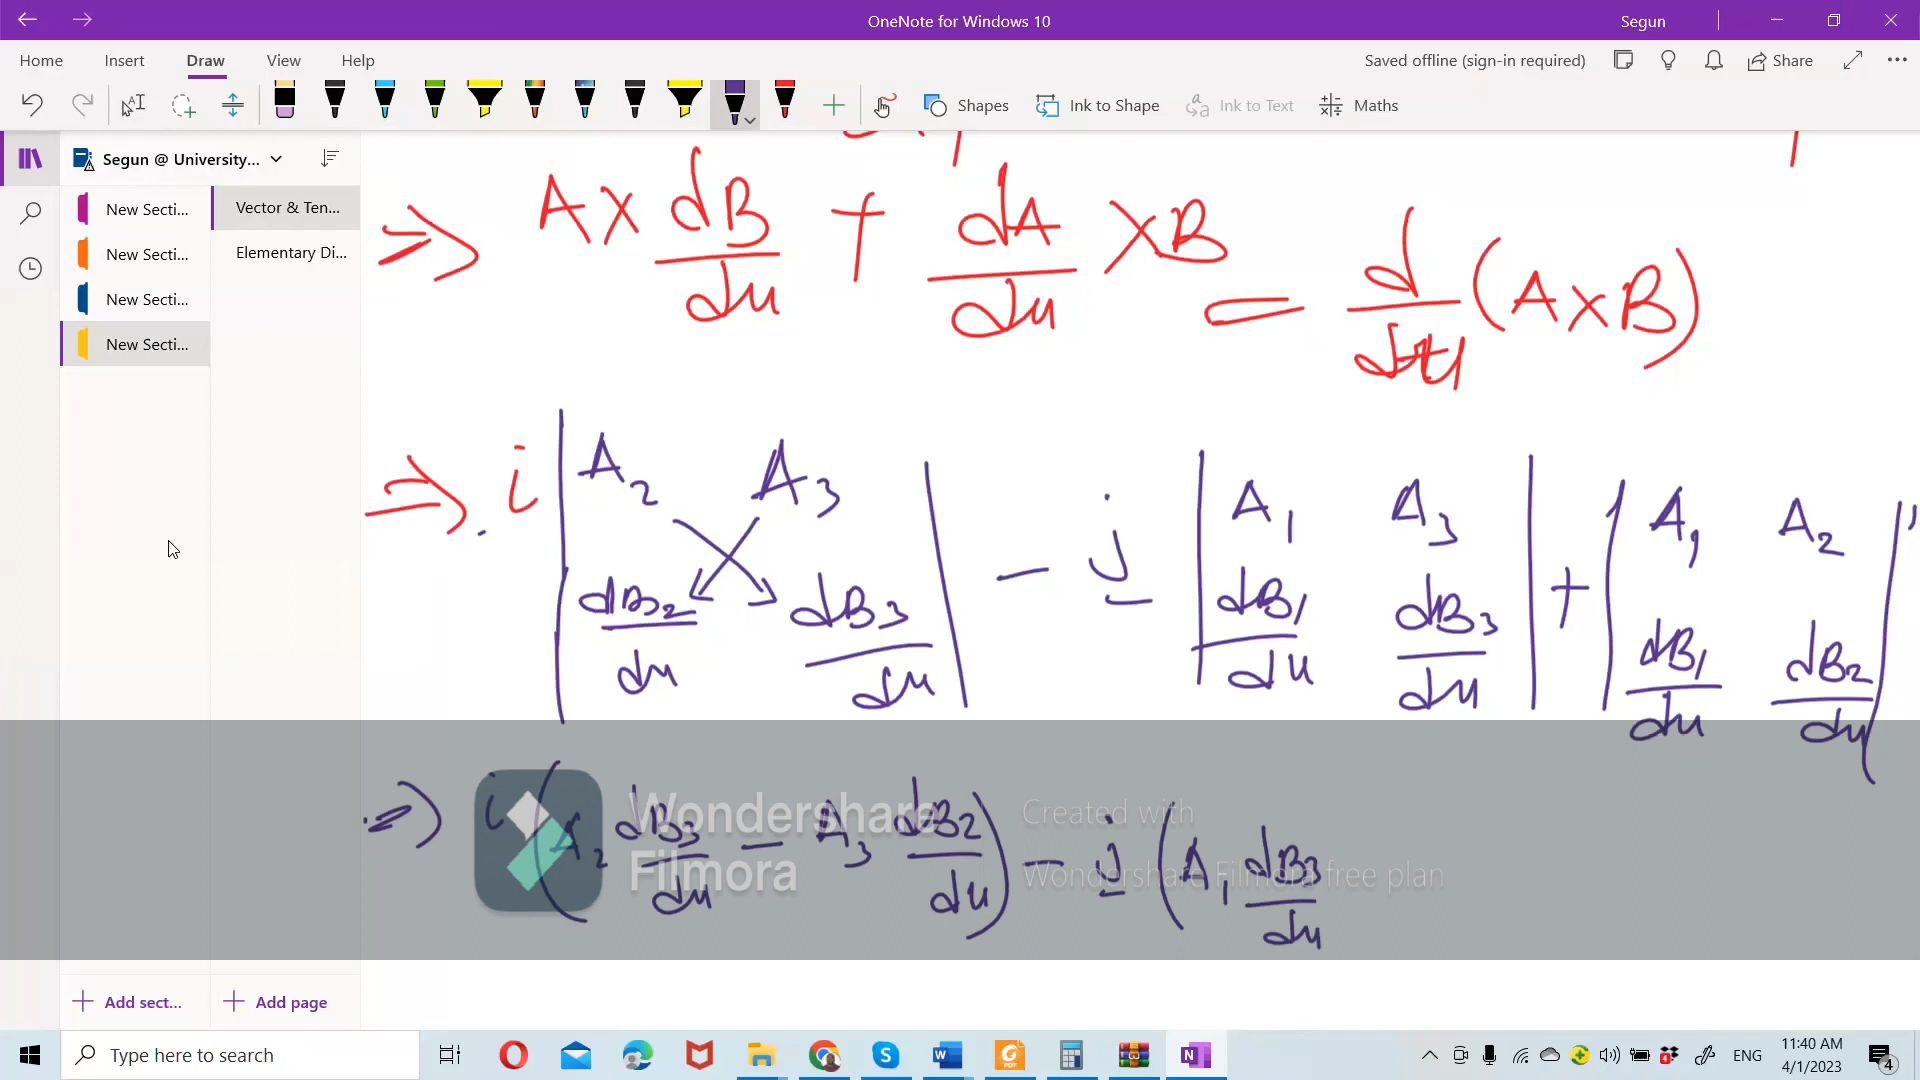 OneNote for Windows 10
Segun
Home Insert Draw View Help
Saved offline (sign-in required)
Share
Shapes
Ink to Shape
Ink to Text
Maths
Segun @ University...
New Secti...
New Secti...
New Secti...
New Secti...
Vector & Ten...
Elementary Di...
⇒ A × dB/du + dA/du × B = d/du (A × B)
⇒ i | A₂ A₃ | − j | A₁ A₃ | + | A₁ A₂ |
dB₂/du dB₃/du dB₁/du dB₃/du dB₁/du dB₂/du
⇒ i (A₂ dB₃/du − A₃ dB₂/du) − j (A₁ dB₃/du
Wondershare
Filmora
Created with
Wondershare Filmora free plan
Add sect...
Add page
Type here to search
ENG
11:40 AM
4/1/2023
4